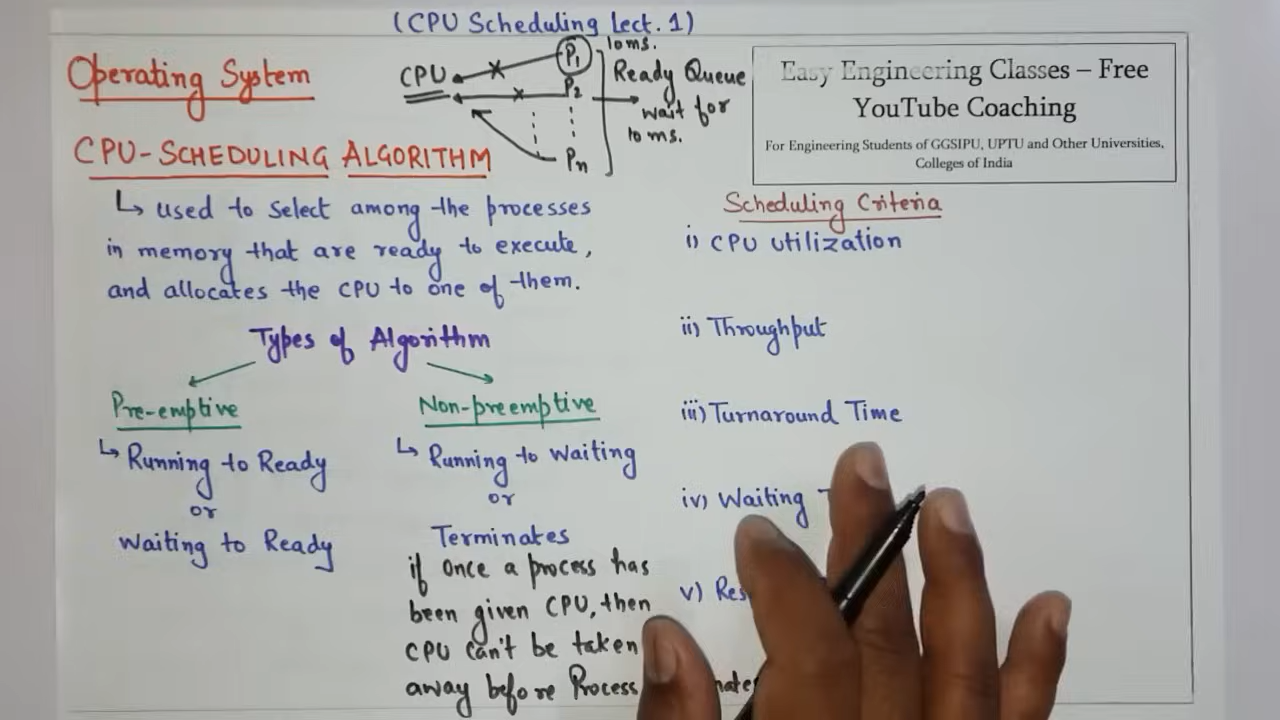 (CPU Scheduling Lect. 1)
Operating System
CPU
P1
10ms.
P2
Pn
Ready Queue
wait for
10 ms.
Easy Engineering Classes – Free
YouTube Coaching
For Engineering Students of GGSIPU, UPTU and Other Universities,
Colleges of India
CPU-SCHEDULING ALGORITHM
used to select among the processes
in memory that are ready to execute,
and allocates the CPU to one of them.
Types of Algorithm
Pre-emptive
Running to Ready
or
Waiting to Ready
Non-preemptive
Running to Waiting
or
Terminates
if once a process has
been given CPU, then
CPU can't be taken
away before Process
Scheduling Criteria
i) CPU utilization
ii) Throughput
iii) Turnaround Time
iv) Waiting
v)